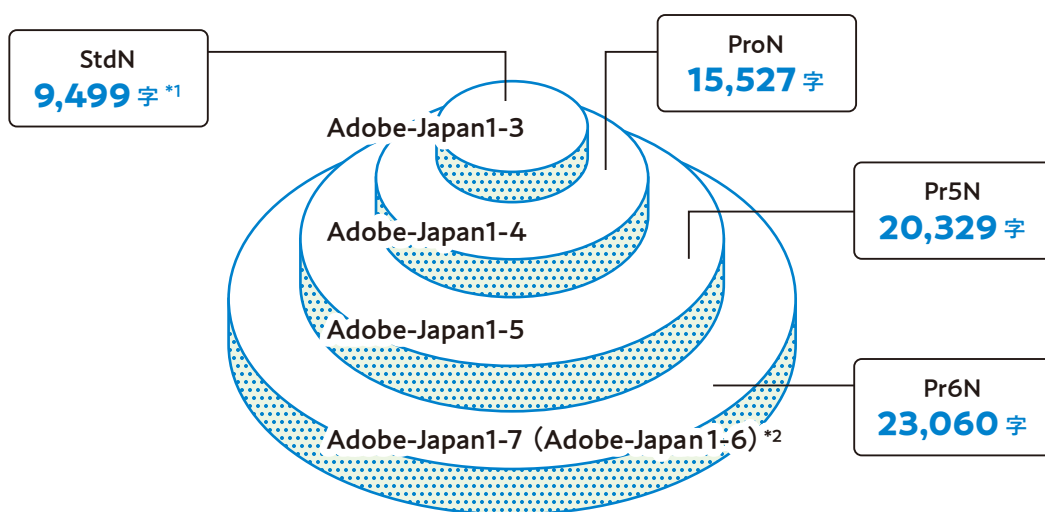 StdN
9,499 字 *1
ProN
15,527 字
Adobe-Japan1-3
Pr5N
20,329 字
Adobe-Japan1-4
Adobe-Japan1-5
Pr6N
23,060 字
Adobe-Japan1-7（Adobe-Japan1-6）*2